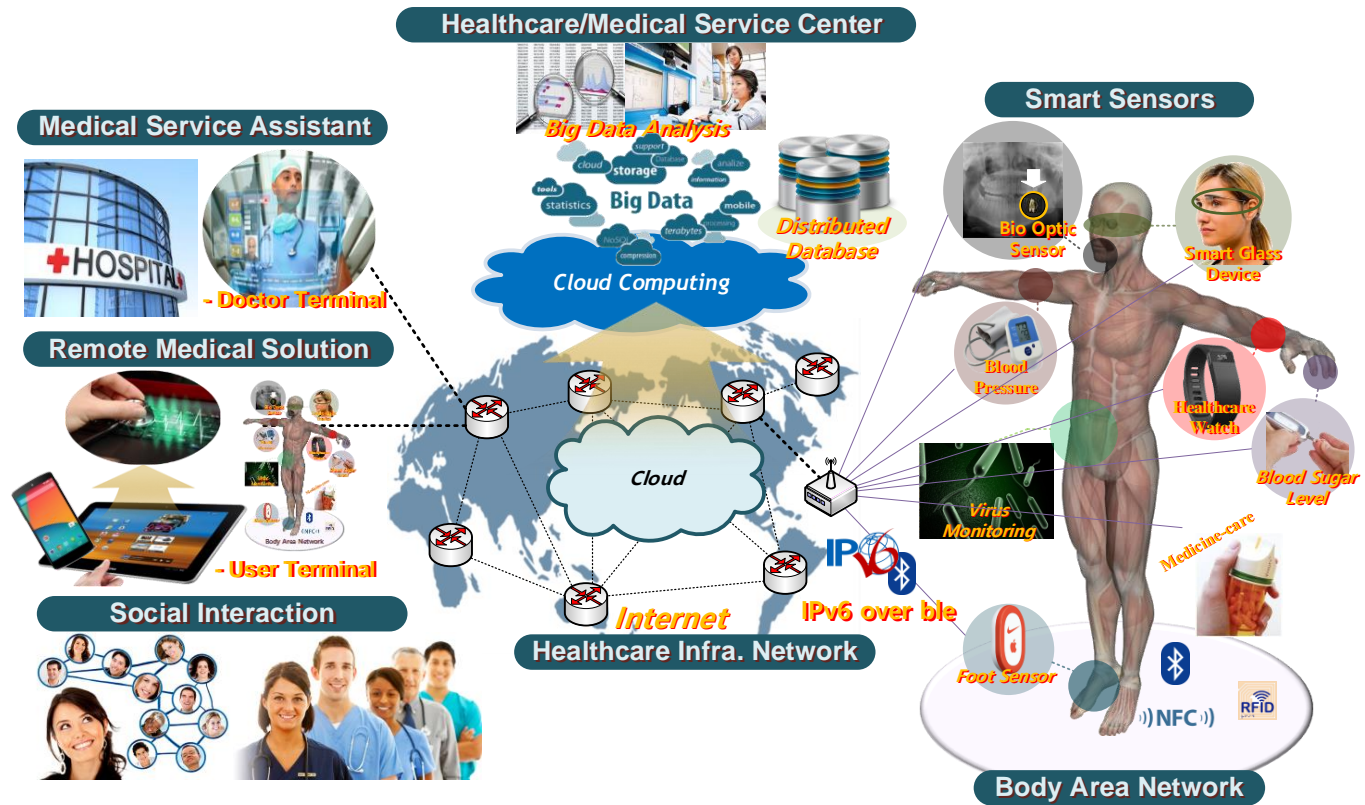 Healthcare/Medical Service Center
Big Data Analysis
support
cloud
storage
Database
analize
information
tools
statistics
Big Data
mobile
processing
terobytes
NoSQL
compression
Distributed
Database
Cloud Computing
Medical Service Assistant
HOSPITAL
- Doctor Terminal
Remote Medical Solution
Body Area Network
- User Terminal
Social Interaction
Cloud
Internet
Healthcare Infra. Network
IPv6
IPv6 over ble
Smart Sensors
Bio Optic
Sensor
Smart Glass
Device
Blood
Pressure
Healthcare
Watch
Blood Sugar
Level
Virus
Monitoring
Medicine-care
Foot Sensor
NFC
RFiD
Body Area Network